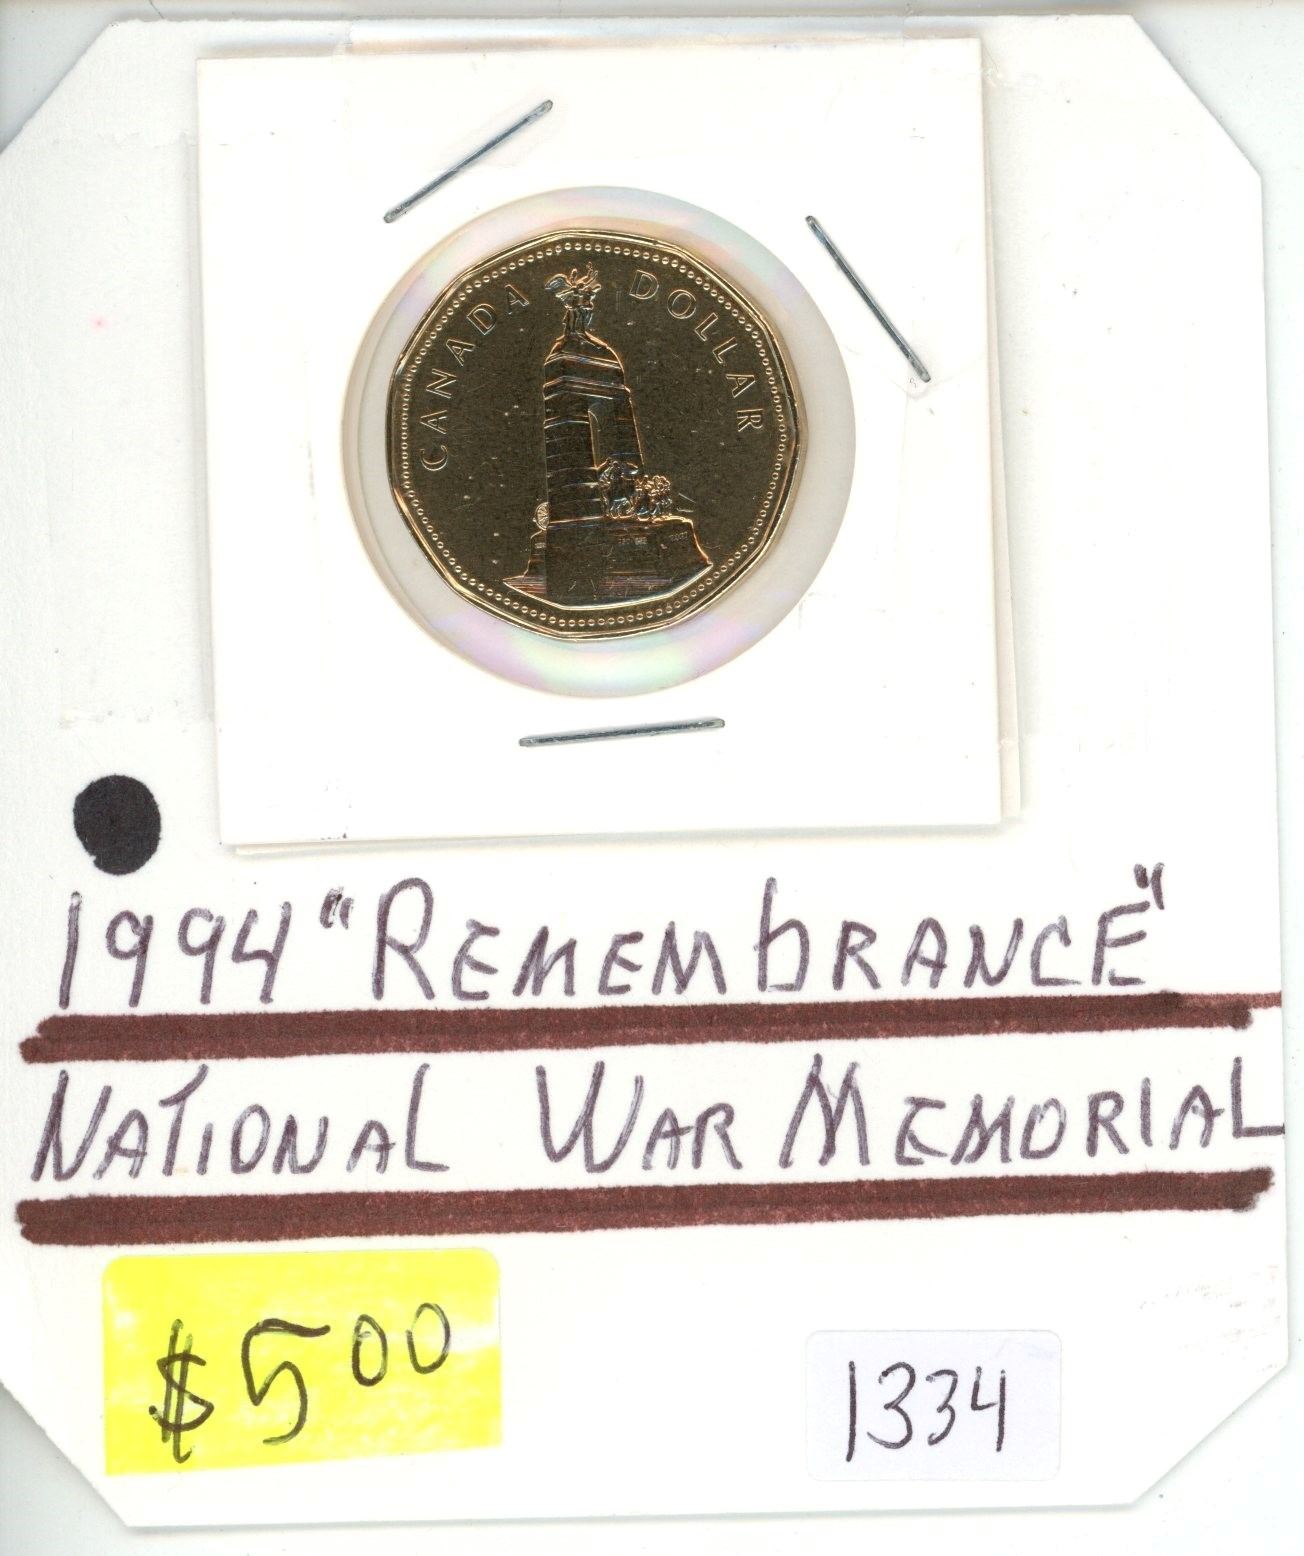 CANADA DOLLAR
1994 "REMEMBRANCE"
NATIONAL WAR MEMORIAL
$5.00
1334